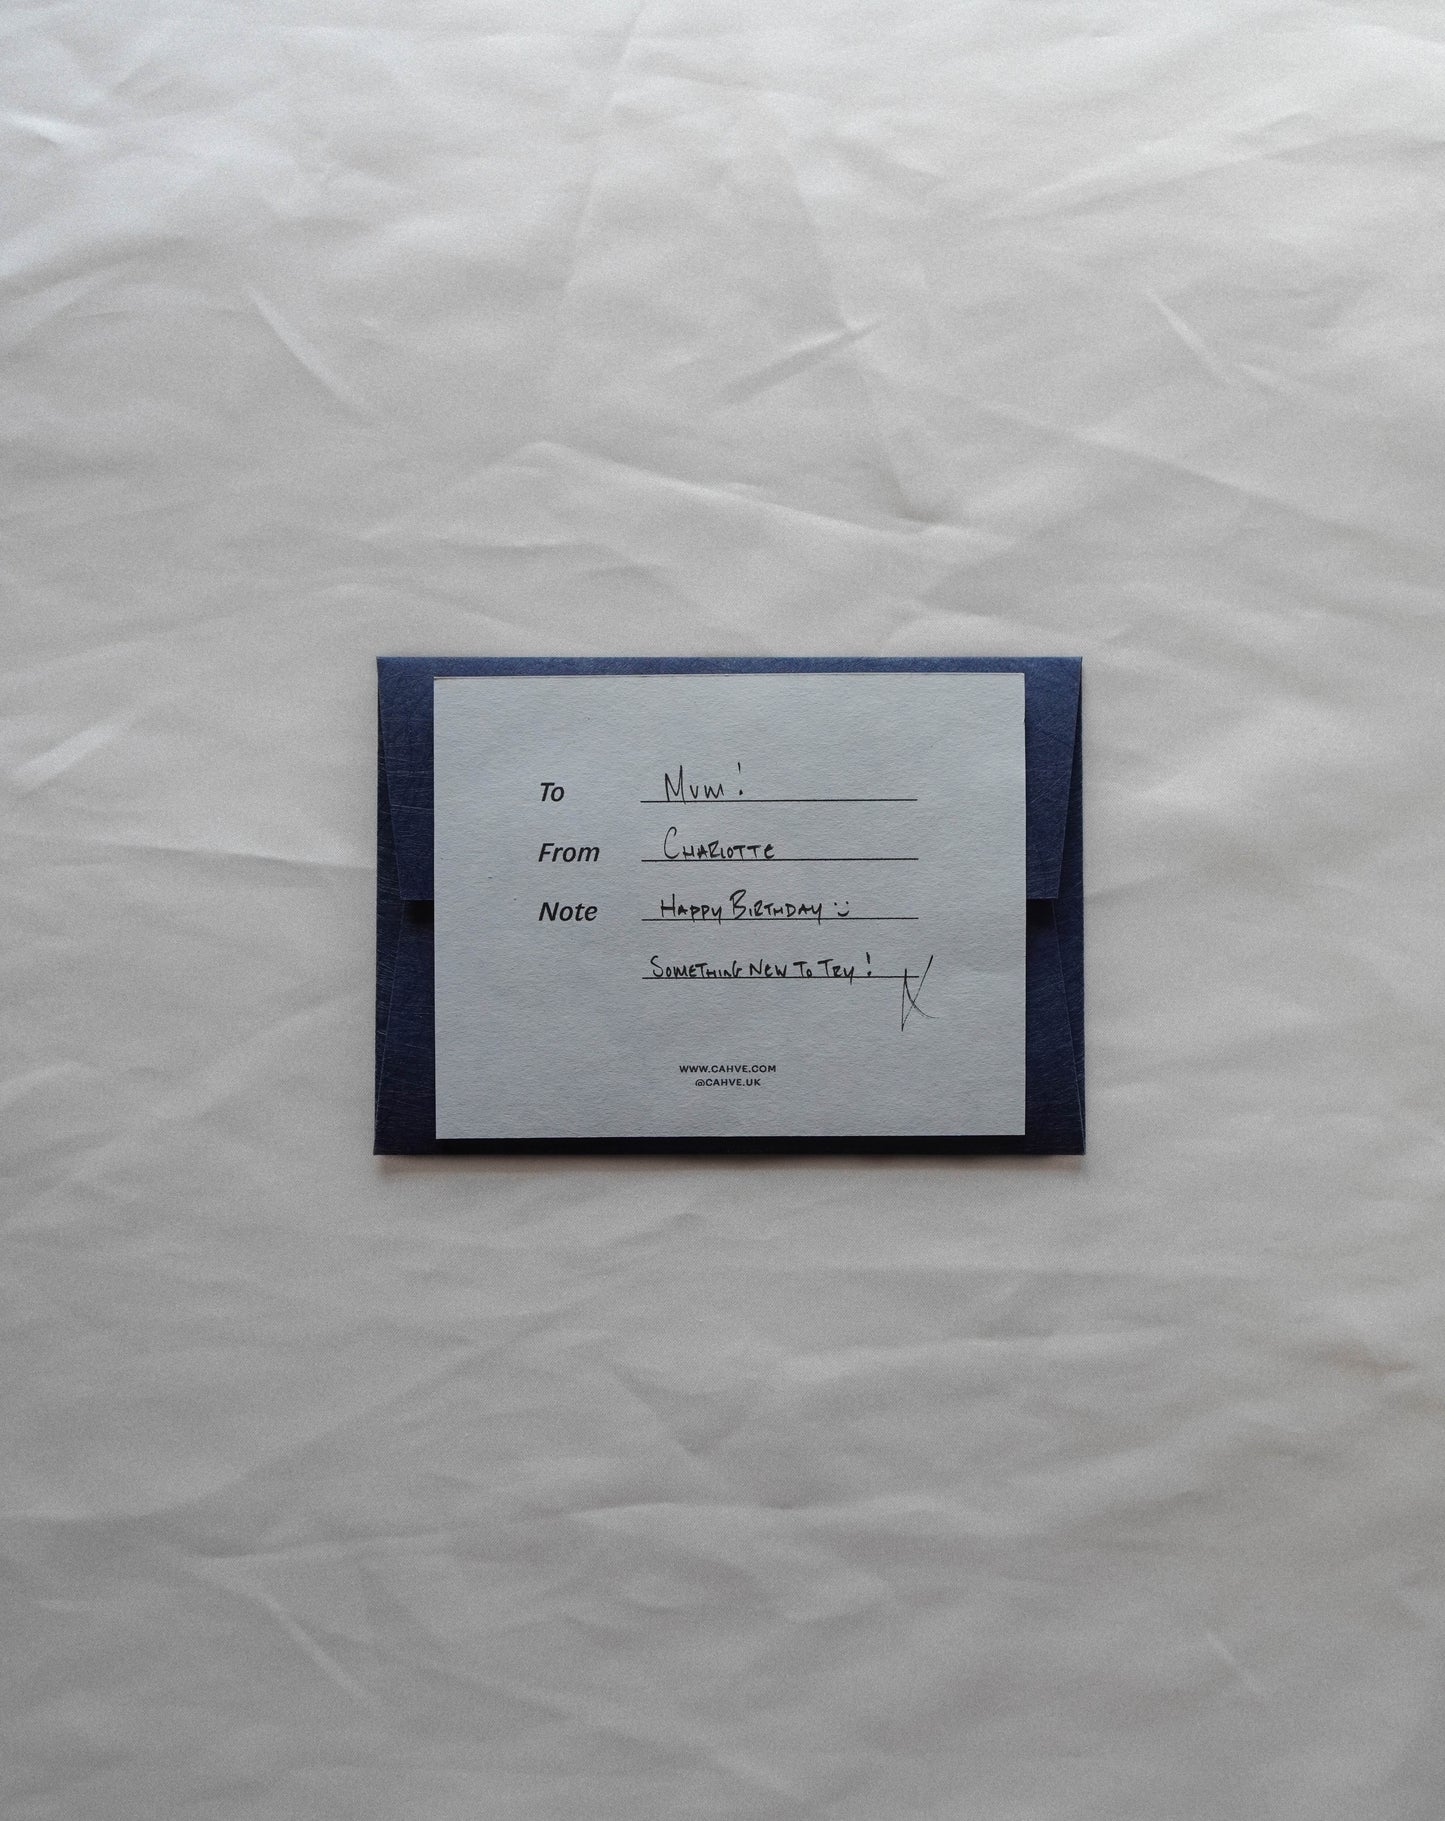 To Mum!
From Charlotte
Note Happy Birthday :)
Something New To Try!
X
WWW.CAHVE.COM
@CAHVE.UK